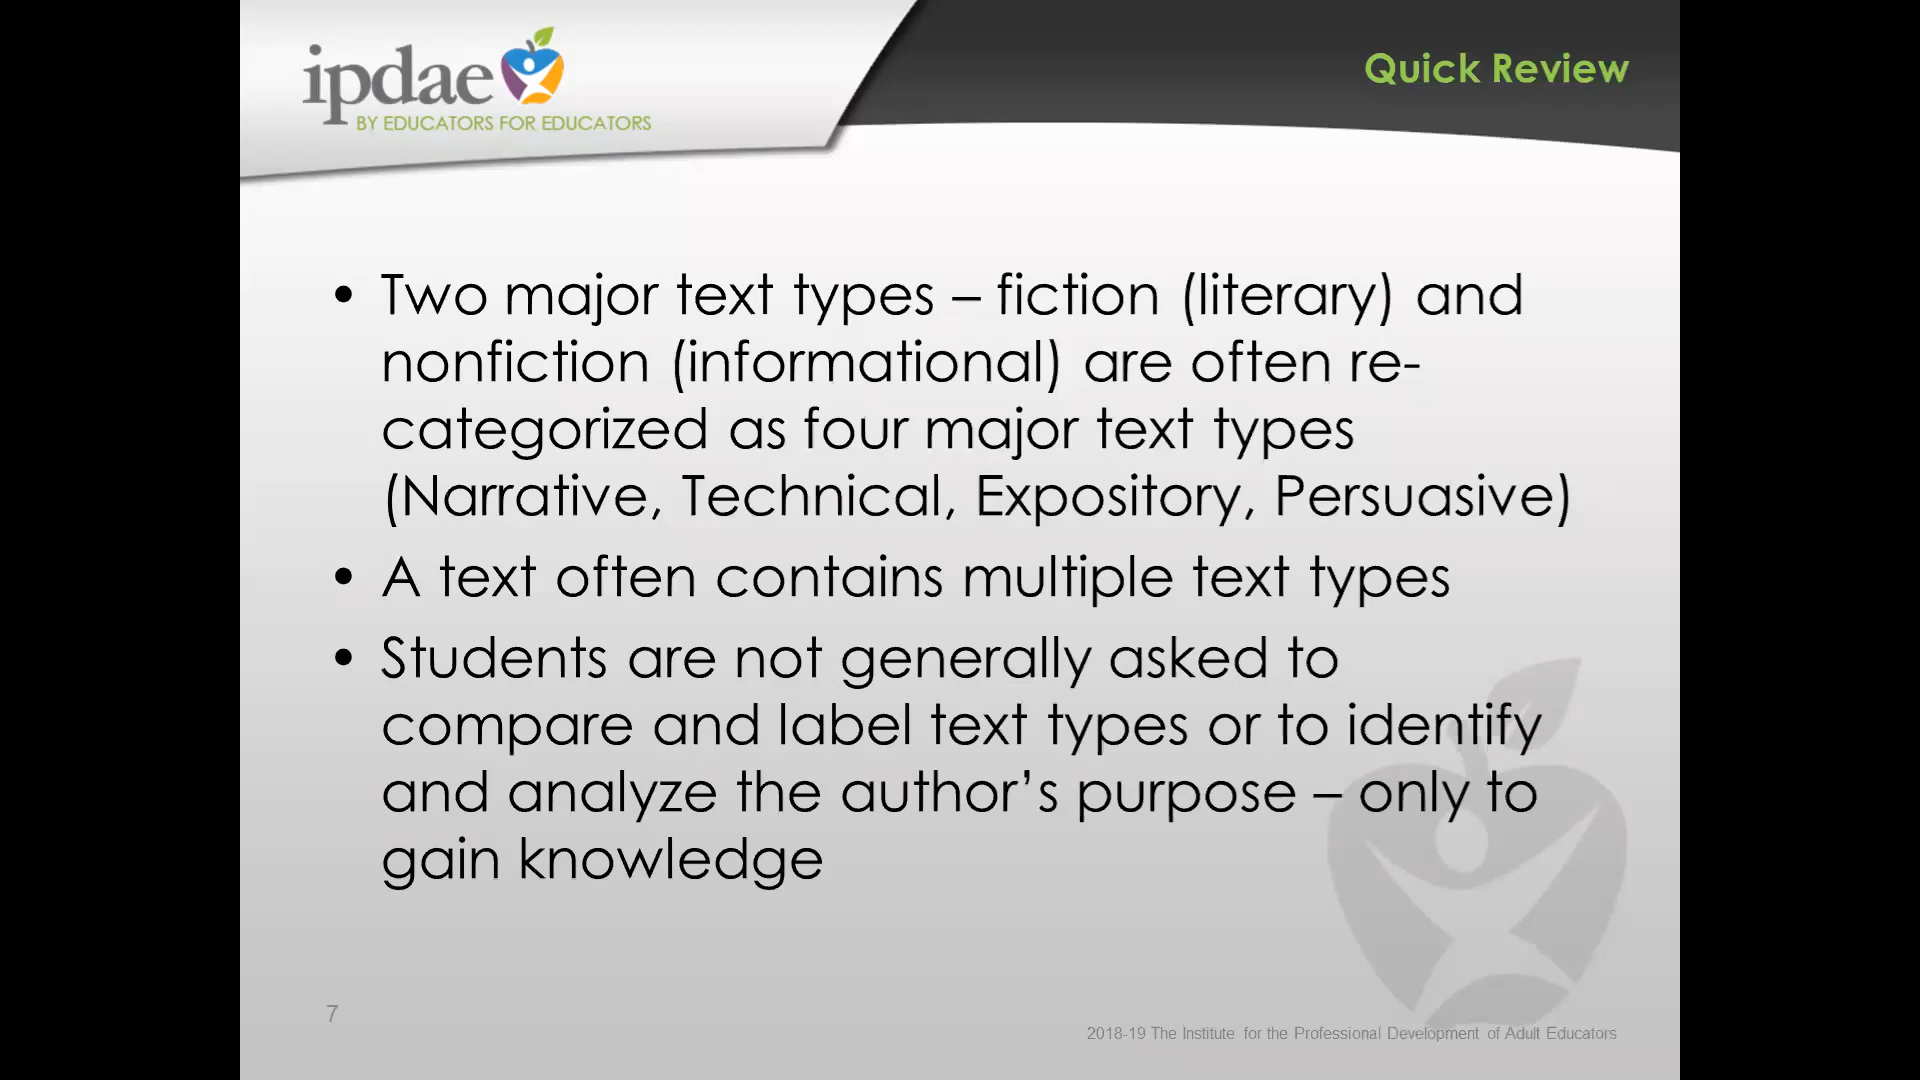 ipdae
BY EDUCATORS FOR EDUCATORS
Quick Review
• Two major text types – fiction (literary) and
nonfiction (informational) are often re-
categorized as four major text types
(Narrative, Technical, Expository, Persuasive)
• A text often contains multiple text types
• Students are not generally asked to
compare and label text types or to identify
and analyze the author’s purpose – only to
gain knowledge
7
2018-19 The Institute for the Professional Development of Adult Educators